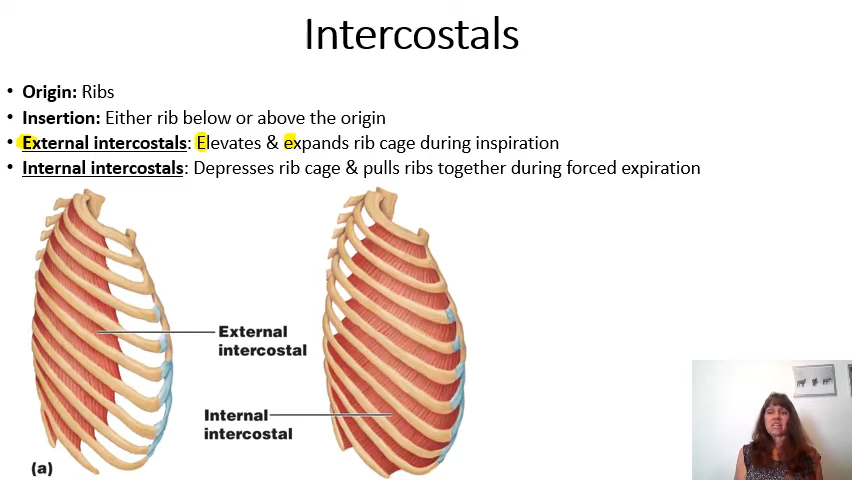 Intercostals
• Origin: Ribs
• Insertion: Either rib below or above the origin
• External intercostals: Elevates & expands rib cage during inspiration
• Internal intercostals: Depresses rib cage & pulls ribs together during forced expiration
External
intercostal
Internal
intercostal
(a)